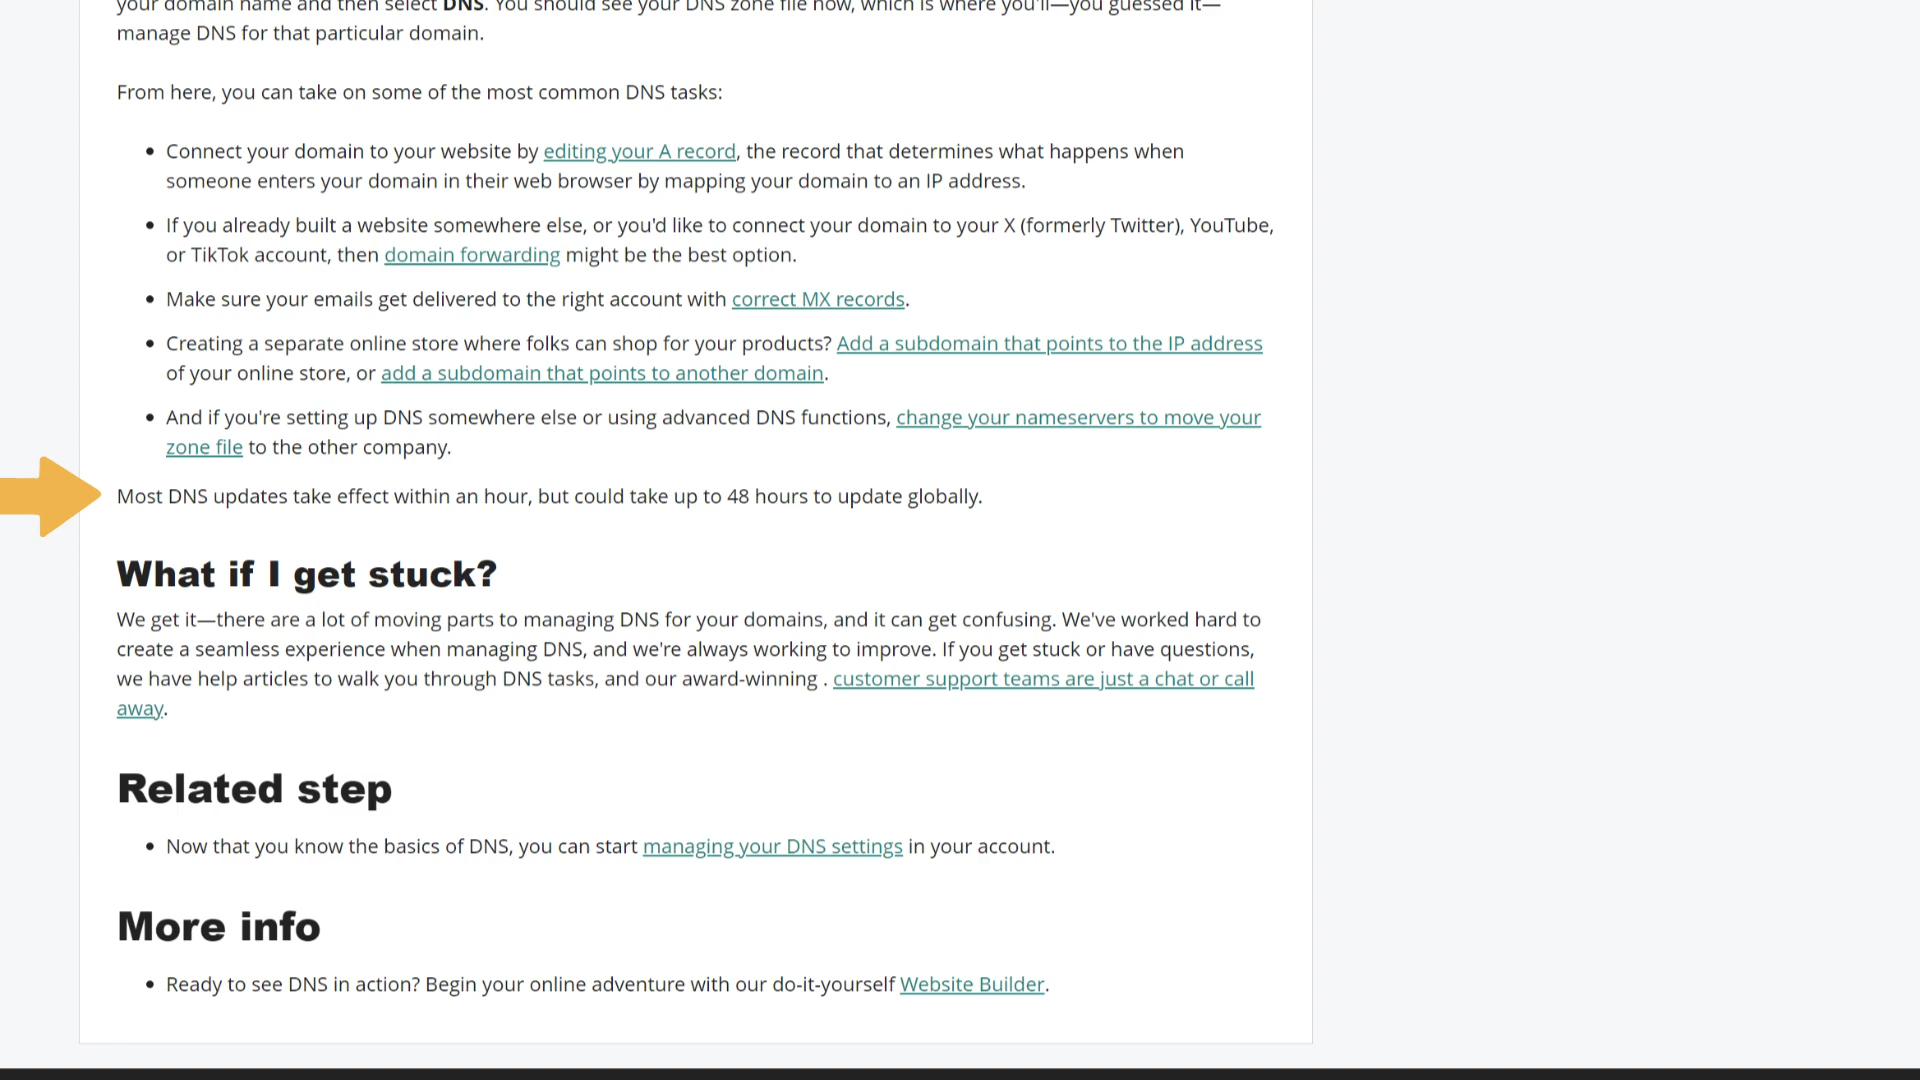 your domain name and then select DNS. You should see your DNS zone file now, which is where you'll—you guessed it—
manage DNS for that particular domain.
From here, you can take on some of the most common DNS tasks:
• Connect your domain to your website by editing your A record, the record that determines what happens when
someone enters your domain in their web browser by mapping your domain to an IP address.
• If you already built a website somewhere else, or you'd like to connect your domain to your X (formerly Twitter), YouTube,
or TikTok account, then domain forwarding might be the best option.
• Make sure your emails get delivered to the right account with correct MX records.
• Creating a separate online store where folks can shop for your products? Add a subdomain that points to the IP address
of your online store, or add a subdomain that points to another domain.
• And if you're setting up DNS somewhere else or using advanced DNS functions, change your nameservers to move your
zone file to the other company.
Most DNS updates take effect within an hour, but could take up to 48 hours to update globally.
What if I get stuck?
We get it—there are a lot of moving parts to managing DNS for your domains, and it can get confusing. We've worked hard to
create a seamless experience when managing DNS, and we're always working to improve. If you get stuck or have questions,
we have help articles to walk you through DNS tasks, and our award-winning . customer support teams are just a chat or call
away.
Related step
• Now that you know the basics of DNS, you can start managing your DNS settings in your account.
More info
• Ready to see DNS in action? Begin your online adventure with our do-it-yourself Website Builder.